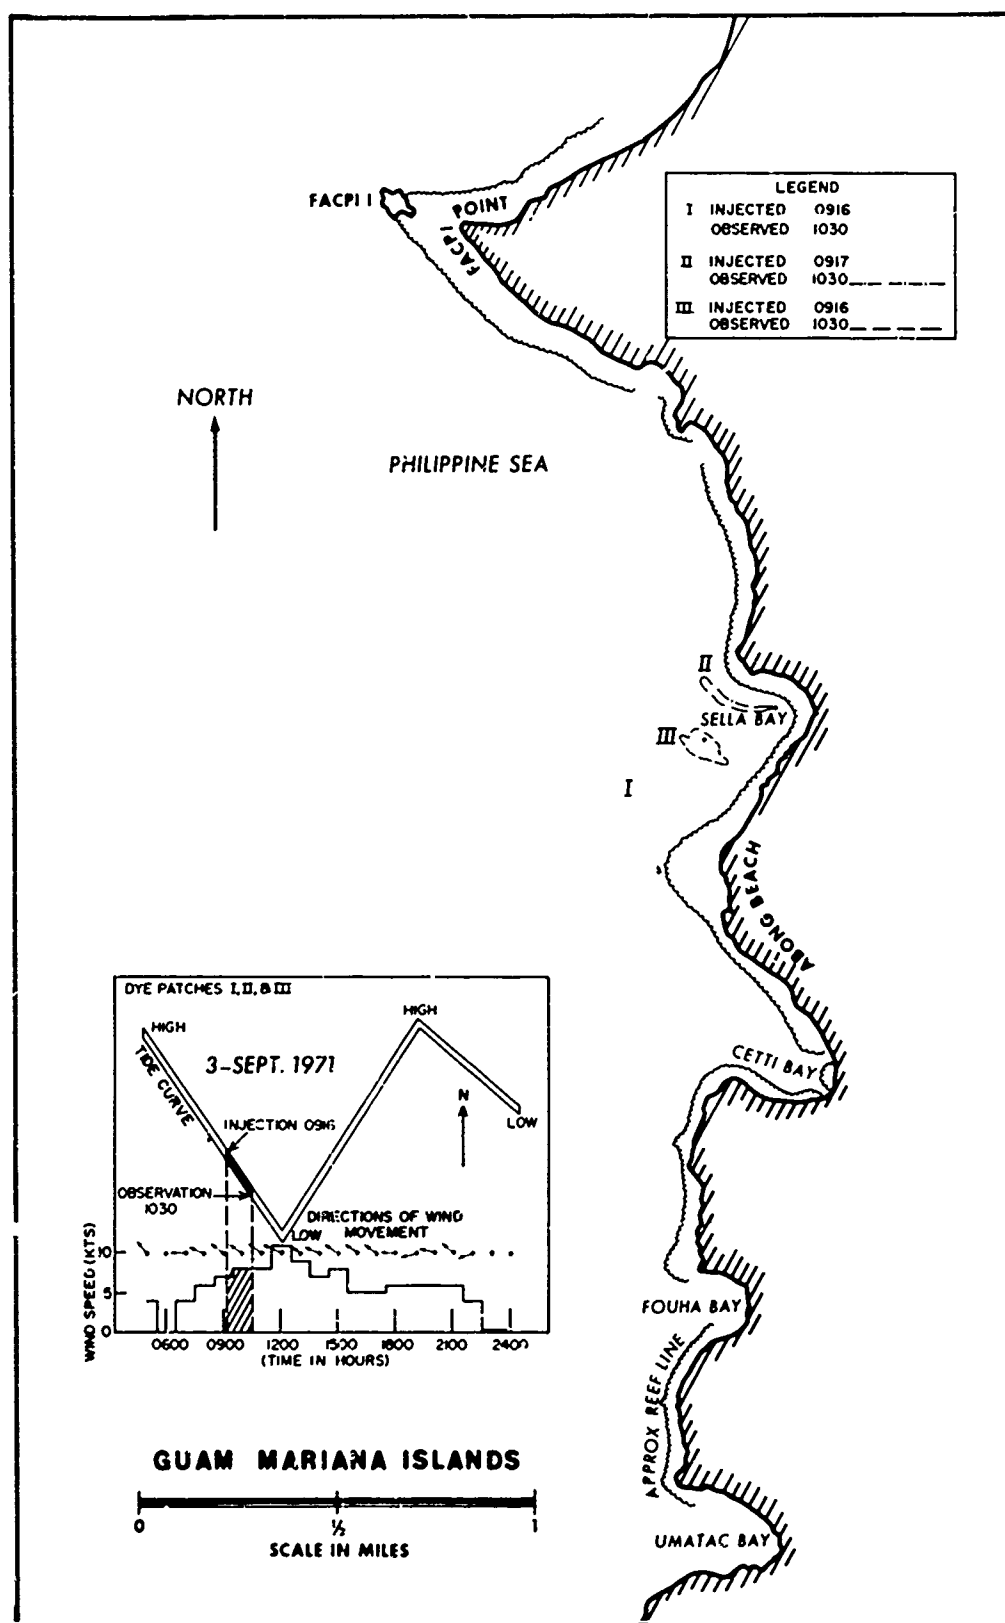 FACPI I
FACPI POINT
LEGEND
I INJECTED 0916
OBSERVED 1030
II INJECTED 0917
OBSERVED 1030
III INJECTED 0916
OBSERVED 1030
NORTH
PHILIPPINE SEA
II
SELLA BAY
III
I
ABONG BEACH
DYE PATCHES I, II, & III
HIGH
HIGH
TIDE CURVE
3-SEPT. 1971
N
INJECTION 0916
LOW
OBSERVATION
1030
LOW
DIRECTIONS OF WIND
MOVEMENT
WIND SPEED (KTS)
10
5
0
0600 0900 1200 1500 1800 2100 2400
(TIME IN HOURS)
CETTI BAY
FOUHA BAY
APPROX REEF LINE
UMATAC BAY
GUAM MARIANA ISLANDS
0 ½ 1
SCALE IN MILES